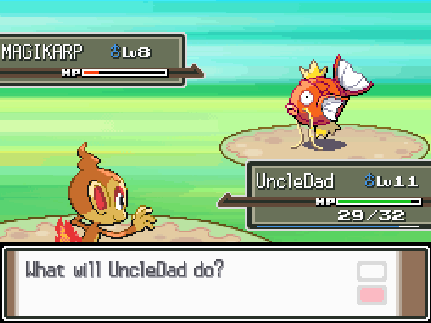 MAGIKARP ♂Lv8
HP
UncleDad ♂Lv11
HP
29/32
What will UncleDad do?